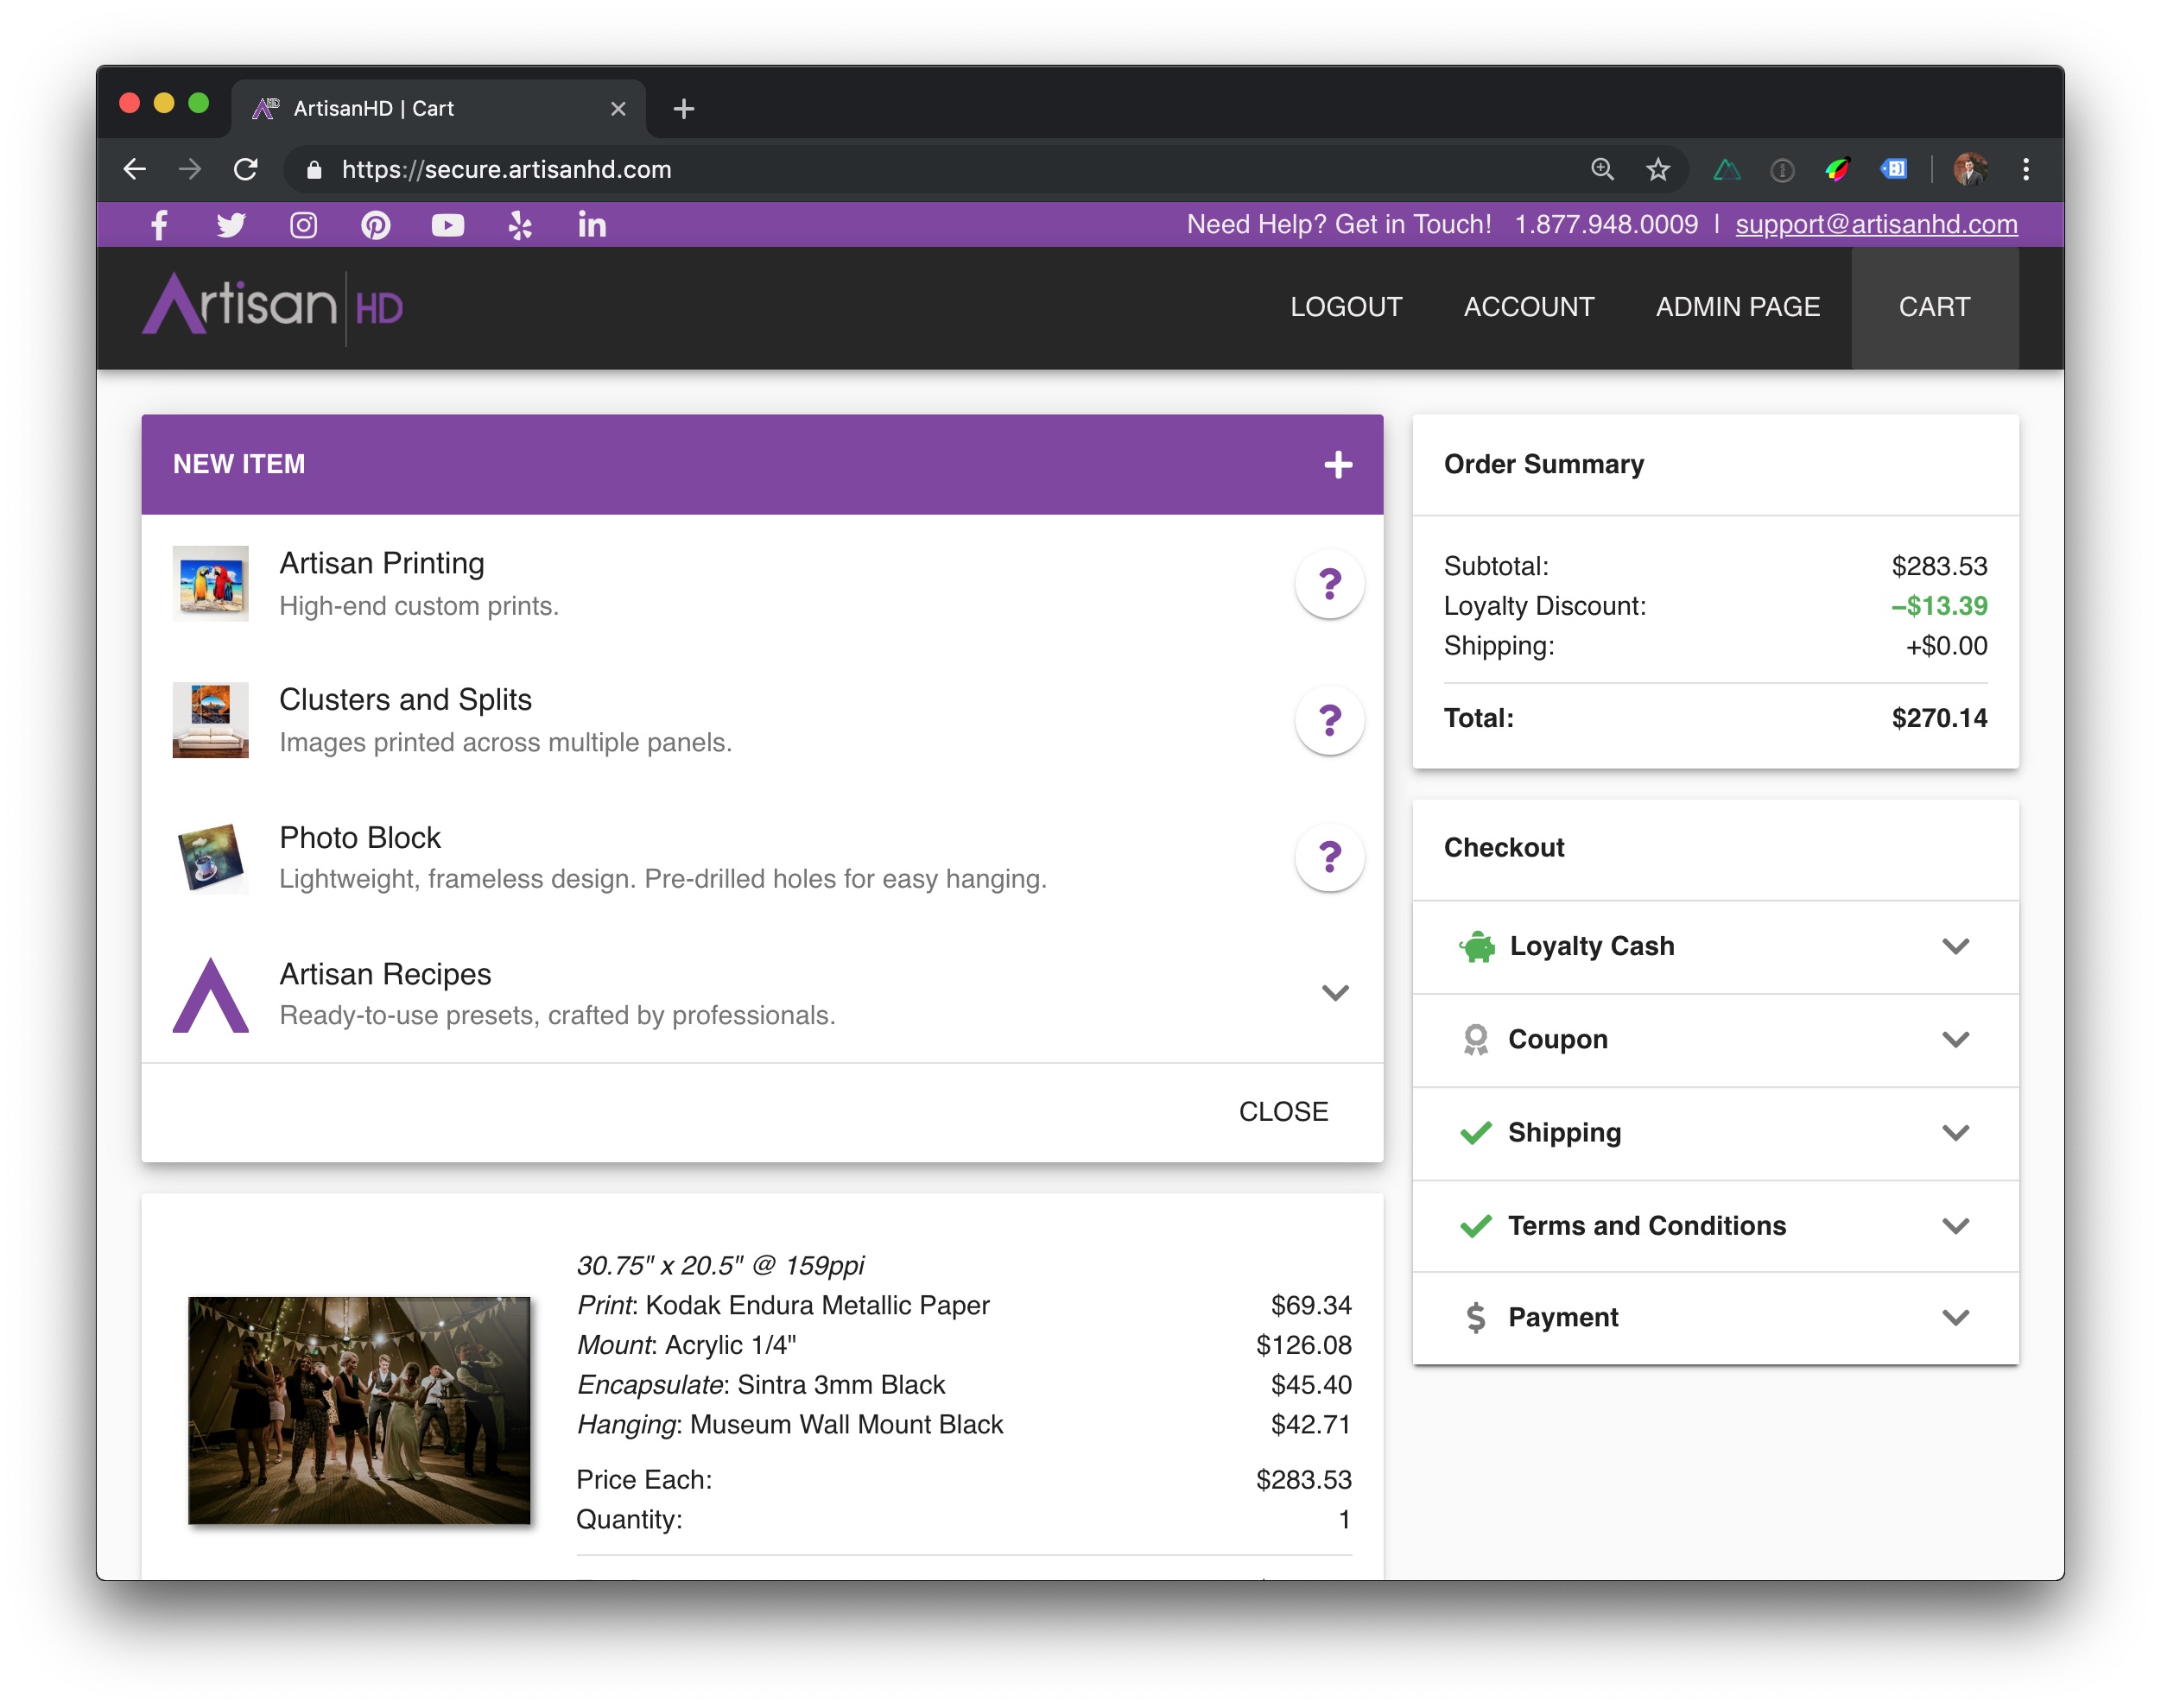 ArtisanHD | Cart
https://secure.artisanhd.com
Need Help? Get in Touch! 1.877.948.0009 | support@artisanhd.com
Artisan HD
LOGOUT ACCOUNT ADMIN PAGE CART
NEW ITEM
Artisan Printing
High-end custom prints.
Clusters and Splits
Images printed across multiple panels.
Photo Block
Lightweight, frameless design. Pre-drilled holes for easy hanging.
Artisan Recipes
Ready-to-use presets, crafted by professionals.
CLOSE
30.75" x 20.5" @ 159ppi
Print: Kodak Endura Metallic Paper $69.34
Mount: Acrylic 1/4" $126.08
Encapsulate: Sintra 3mm Black $45.40
Hanging: Museum Wall Mount Black $42.71
Price Each: $283.53
Quantity: 1
Order Summary
Subtotal: $283.53
Loyalty Discount: –$13.39
Shipping: +$0.00
Total: $270.14
Checkout
Loyalty Cash
Coupon
Shipping
Terms and Conditions
Payment